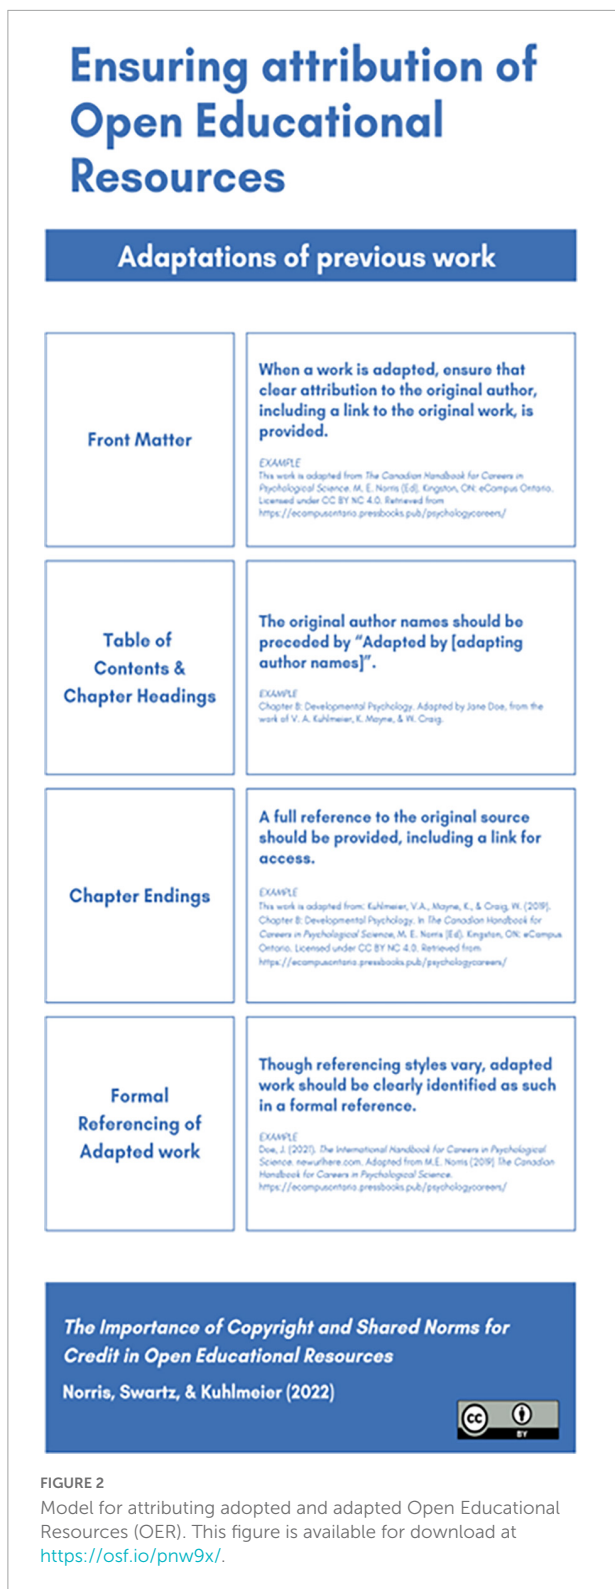 Ensuring attribution of
Open Educational
Resources
Adaptations of previous work
Front Matter
When a work is adapted, ensure that
clear attribution to the original author,
including a link to the original work, is
provided.
EXAMPLE
This work is adapted from The Canadian Handbook for Careers in
Psychological Science. M. E. Norris (Ed). Kingston, ON: eCampus Ontario.
Licensed under CC BY NC 4.0. Retrieved from
https://ecampusontario.pressbooks.pub/psychologycareers/
Table of
Contents &
Chapter Headings
The original author names should be
preceded by “Adapted by [adapting
author names]”.
EXAMPLE
Chapter 8: Developmental Psychology. Adapted by Jane Doe, from the
work of V. A. Kuhlmeier, K. Mayne, & W. Craig.
Chapter Endings
A full reference to the original source
should be provided, including a link for
access.
EXAMPLE
This work is adapted from: Kuhlmeier, V.A., Mayne, K., & Craig, W. (2019).
Chapter 8: Developmental Psychology. In The Canadian Handbook for
Careers in Psychological Science, M. E. Norris (Ed). Kingston, ON: eCampus
Ontario. Licensed under CC BY NC 4.0. Retrieved from
https://ecampusontario.pressbooks.pub/psychologycareers/
Formal
Referencing of
Adapted work
Though referencing styles vary, adapted
work should be clearly identified as such
in a formal reference.
EXAMPLE
Doe, J. (2021). The International Handbook for Careers in Psychological
Science. newurlhere.com. Adapted from M.E. Norris (2019) The Canadian
Handbook for Careers in Psychological Science.
https://ecampusontario.pressbooks.pub/psychologycareers/
The Importance of Copyright and Shared Norms for
Credit in Open Educational Resources
Norris, Swartz, & Kuhlmeier (2022)
cc
BY
FIGURE 2
Model for attributing adopted and adapted Open Educational
Resources (OER). This figure is available for download at
https://osf.io/pnw9x/.